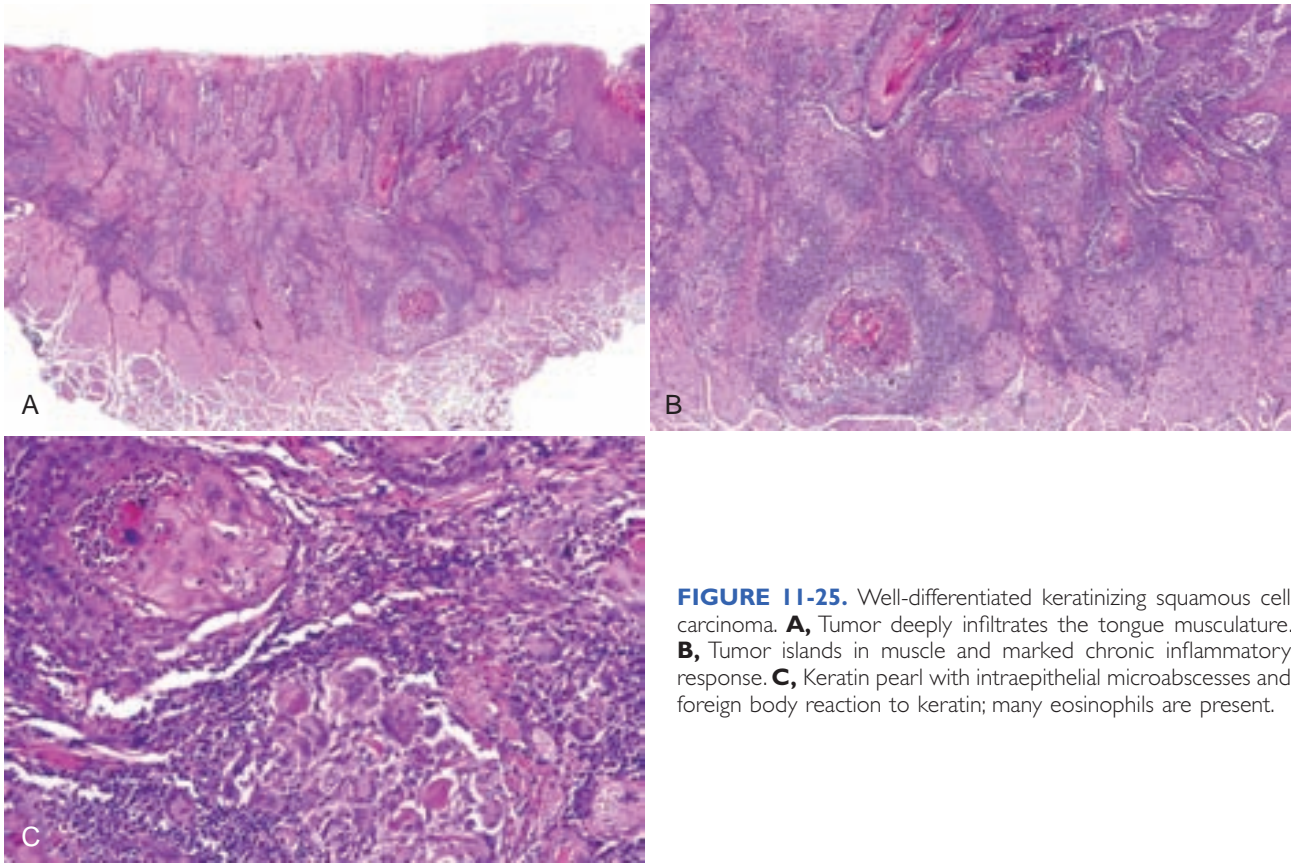 A
B
C
FIGURE 11-25. Well-differentiated keratinizing squamous cell
carcinoma. A, Tumor deeply infiltrates the tongue musculature.
B, Tumor islands in muscle and marked chronic inflammatory
response. C, Keratin pearl with intraepithelial microabscesses and
foreign body reaction to keratin; many eosinophils are present.